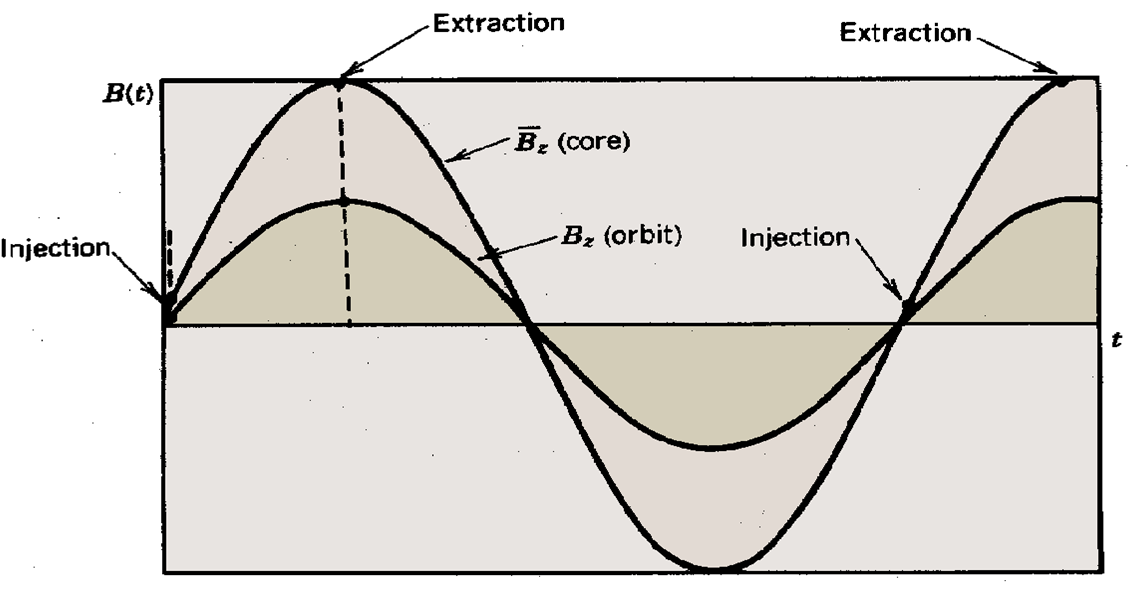 Extraction
Extraction
B(t)
B̅z (core)
Bz (orbit)
Injection
Injection
t